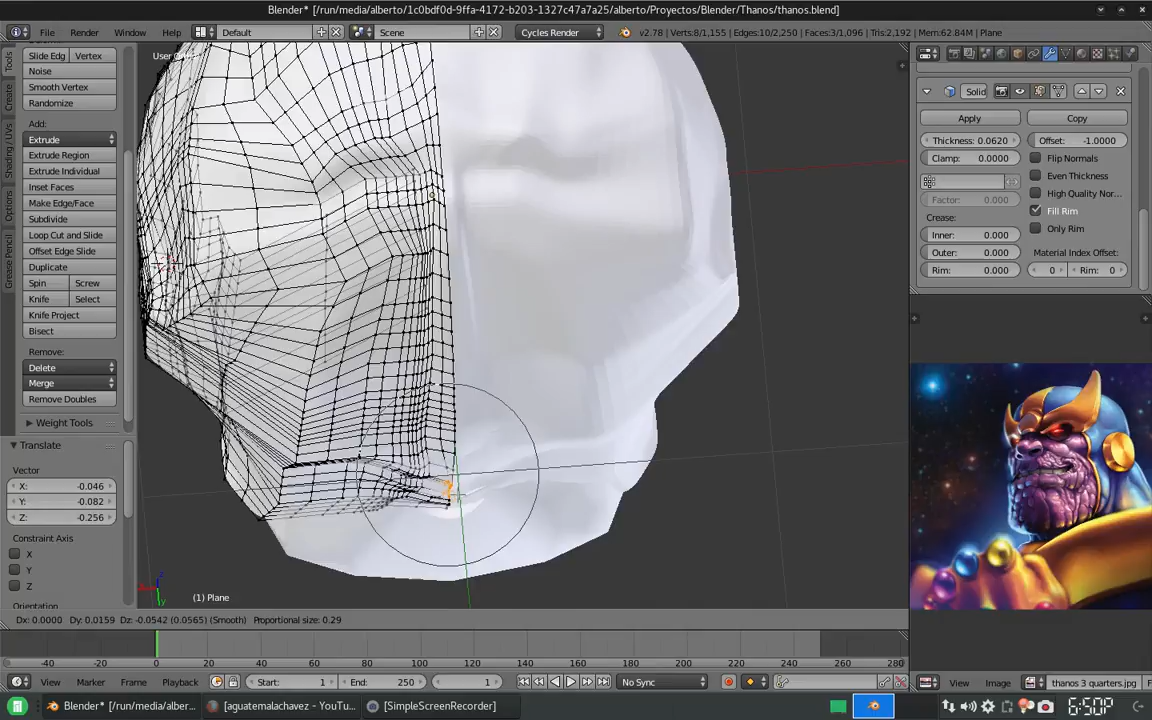 Blender* [/run/media/alberto/1c0bdf0d-9ffa-4172-b203-1327c47a7a25/alberto/Proyectos/Blender/Thanos/thanos.blend]
File Render Window Help Default Scene Cycles Render v2.78 | Verts:8/1,155 | Edges:10/2,250 | Faces:3/1,096 | Tris:2,192 | Mem:62.84M | Plane
Tools
Create
Shading / UVs
Options
Grease Pencil
Slide Edg Vertex
Noise
Smooth Vertex
Randomize
Add:
Extrude
Extrude Region
Extrude Individual
Inset Faces
Make Edge/Face
Subdivide
Loop Cut and Slide
Offset Edge Slide
Duplicate
Spin Screw
Knife Select
Knife Project
Bisect
Remove:
Delete
Merge
Remove Doubles
Weight Tools
Translate
Vector
X: -0.046
Y: -0.082
Z: -0.256
Constraint Axis
X
Y
Z
Orientation
(1) Plane
Solid
Apply Copy
Thickness: 0.0620 Offset: -1.0000
Clamp: 0.0000 Flip Normals
Even Thickness
Factor: 0.000 High Quality Nor...
Crease: Fill Rim
Inner: 0.000 Only Rim
Outer: 0.000 Material Index Offset:
Rim: 0.000 0 Rim: 0
Dx: 0.0000 Dy: 0.0159 Dz: -0.0542 (0.0565) (Smooth) Proportional size: 0.29
-40 -20 0 20 40 60 80 100 120 140 160 180 200 220 240 260 280
View Marker Frame Playback Start: 1 End: 250 1 No Sync View Image thanos 3 quarters.jpg
Blender* [/run/media/alber... [aguatemalachavez - YouTu... [SimpleScreenRecorder] 6:50P